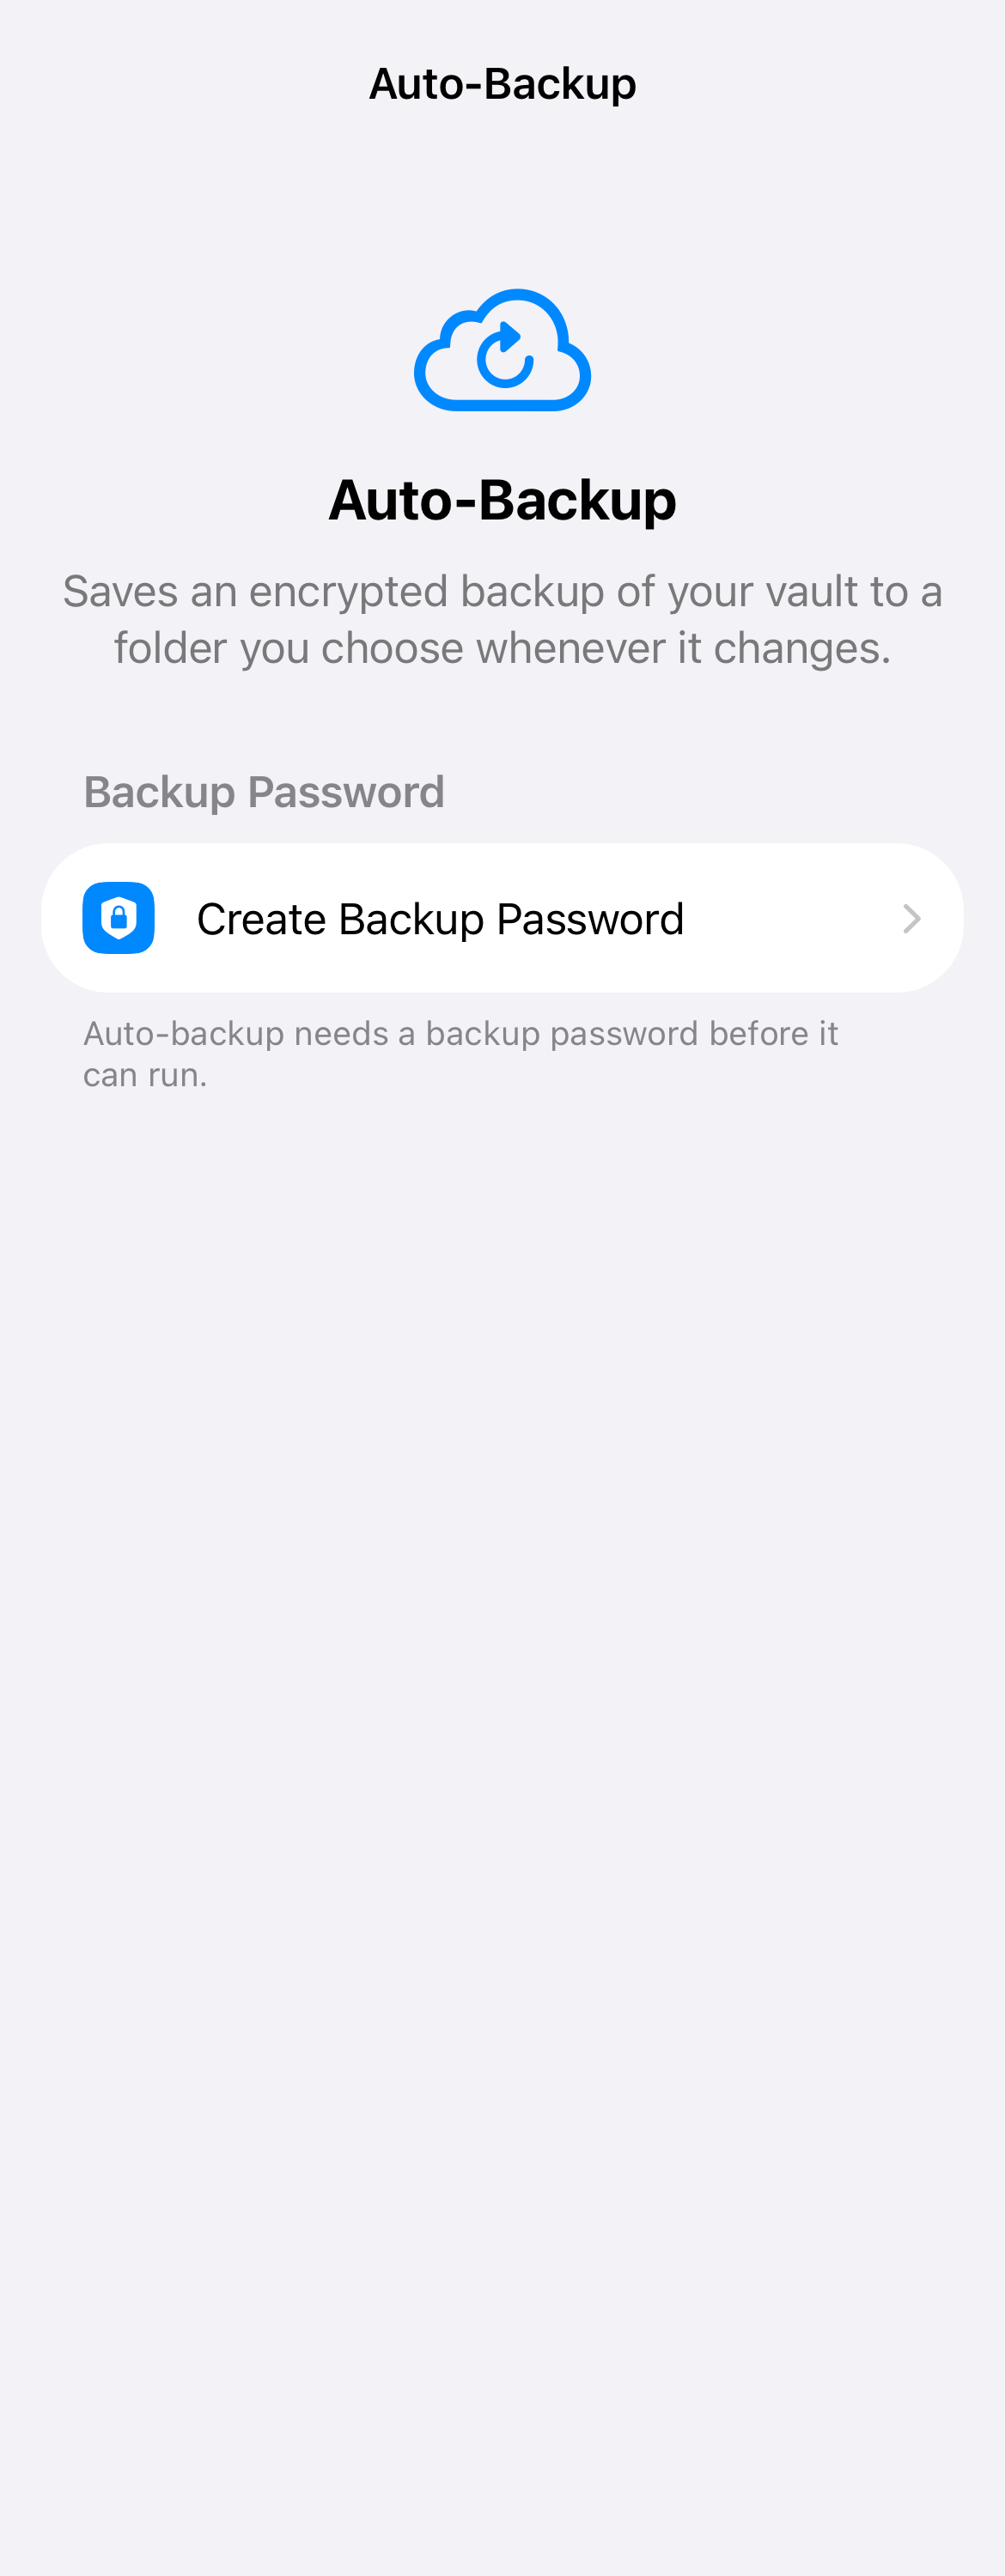 Auto-Backup
Auto-Backup
Saves an encrypted backup of your vault to a
folder you choose whenever it changes.
Backup Password
Create Backup Password
Auto-backup needs a backup password before it
can run.